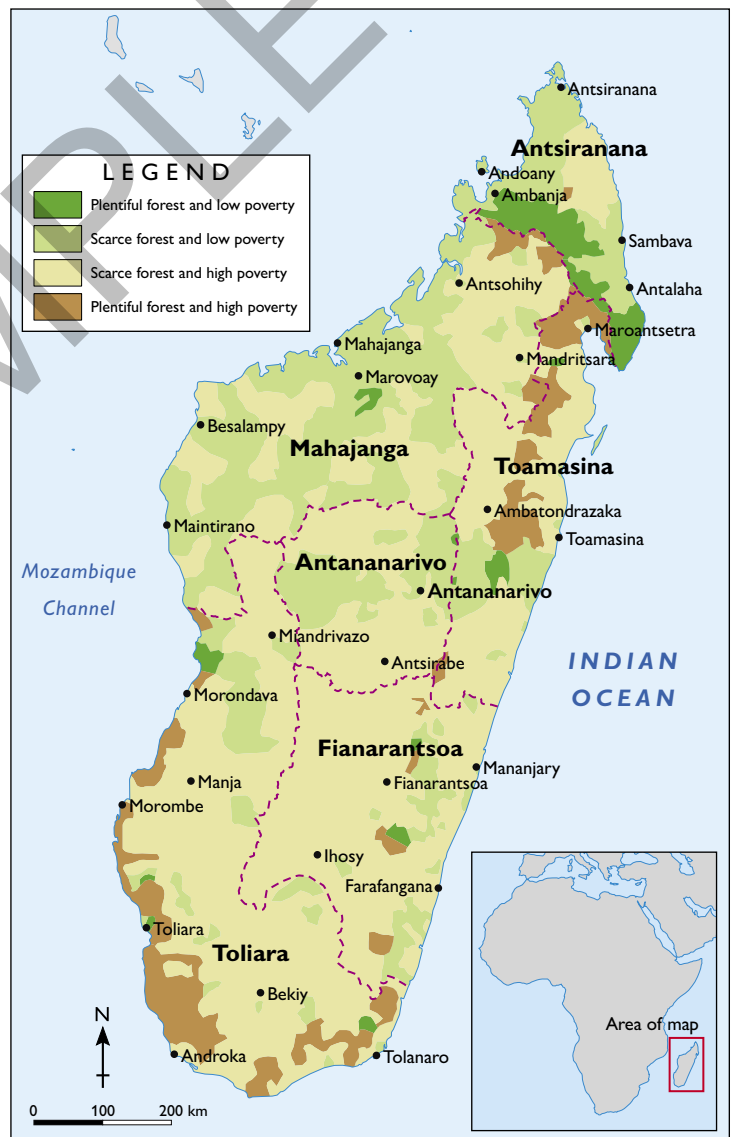 SAMPLE
LEGEND
Plentiful forest and low poverty
Scarce forest and low poverty
Scarce forest and high poverty
Plentiful forest and high poverty
Antsiranana
Antsiranana
Andoany
Ambanja
Sambava
Antsohihy
Antalaha
Maroantsetra
Mahajanga
Mandritsara
Marovoay
Besalampy
Mahajanga
Toamasina
Ambatondrazaka
Maintirano
Toamasina
Antananarivo
Mozambique
Channel
Antananarivo
Miandrivazo
Antsirabe
INDIAN
OCEAN
Morondava
Fianarantsoa
Mananjary
Manja
Fianarantsoa
Morombe
Ihosy
Farafangana
Toliara
Toliara
Bekiy
N
Area of map
Androka
Tolanaro
0 100 200 km